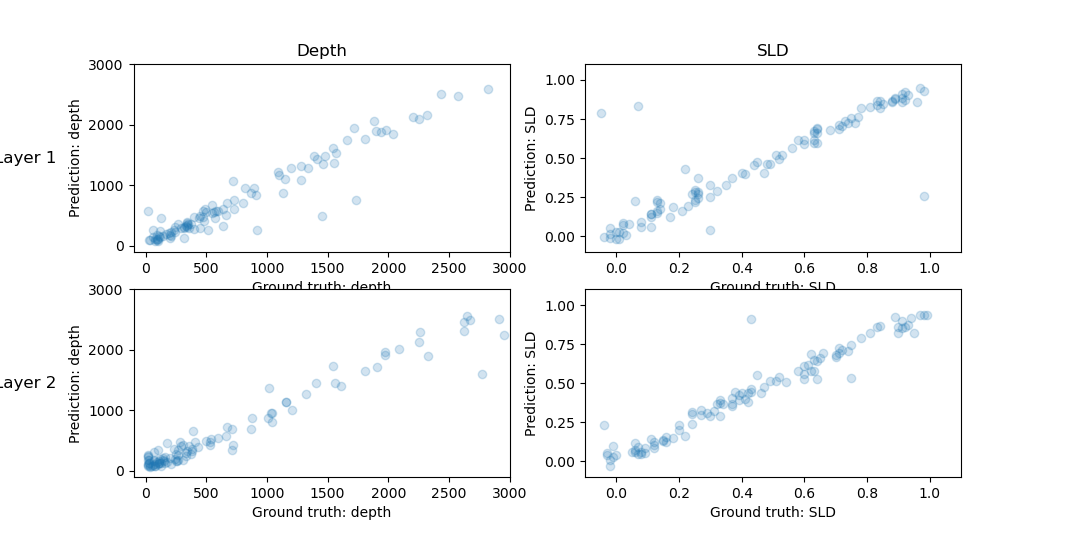 Depth
SLD
3000
2000
1000
0
Prediction: depth
ayer 1
0 500 1000 1500 2000 2500 3000
Ground truth: depth
1.00
0.75
0.50
0.25
0.00
Prediction: SLD
0.0 0.2 0.4 0.6 0.8 1.0
Ground truth: SLD
3000
2000
1000
0
Prediction: depth
ayer 2
0 500 1000 1500 2000 2500 3000
Ground truth: depth
1.00
0.75
0.50
0.25
0.00
Prediction: SLD
0.0 0.2 0.4 0.6 0.8 1.0
Ground truth: SLD